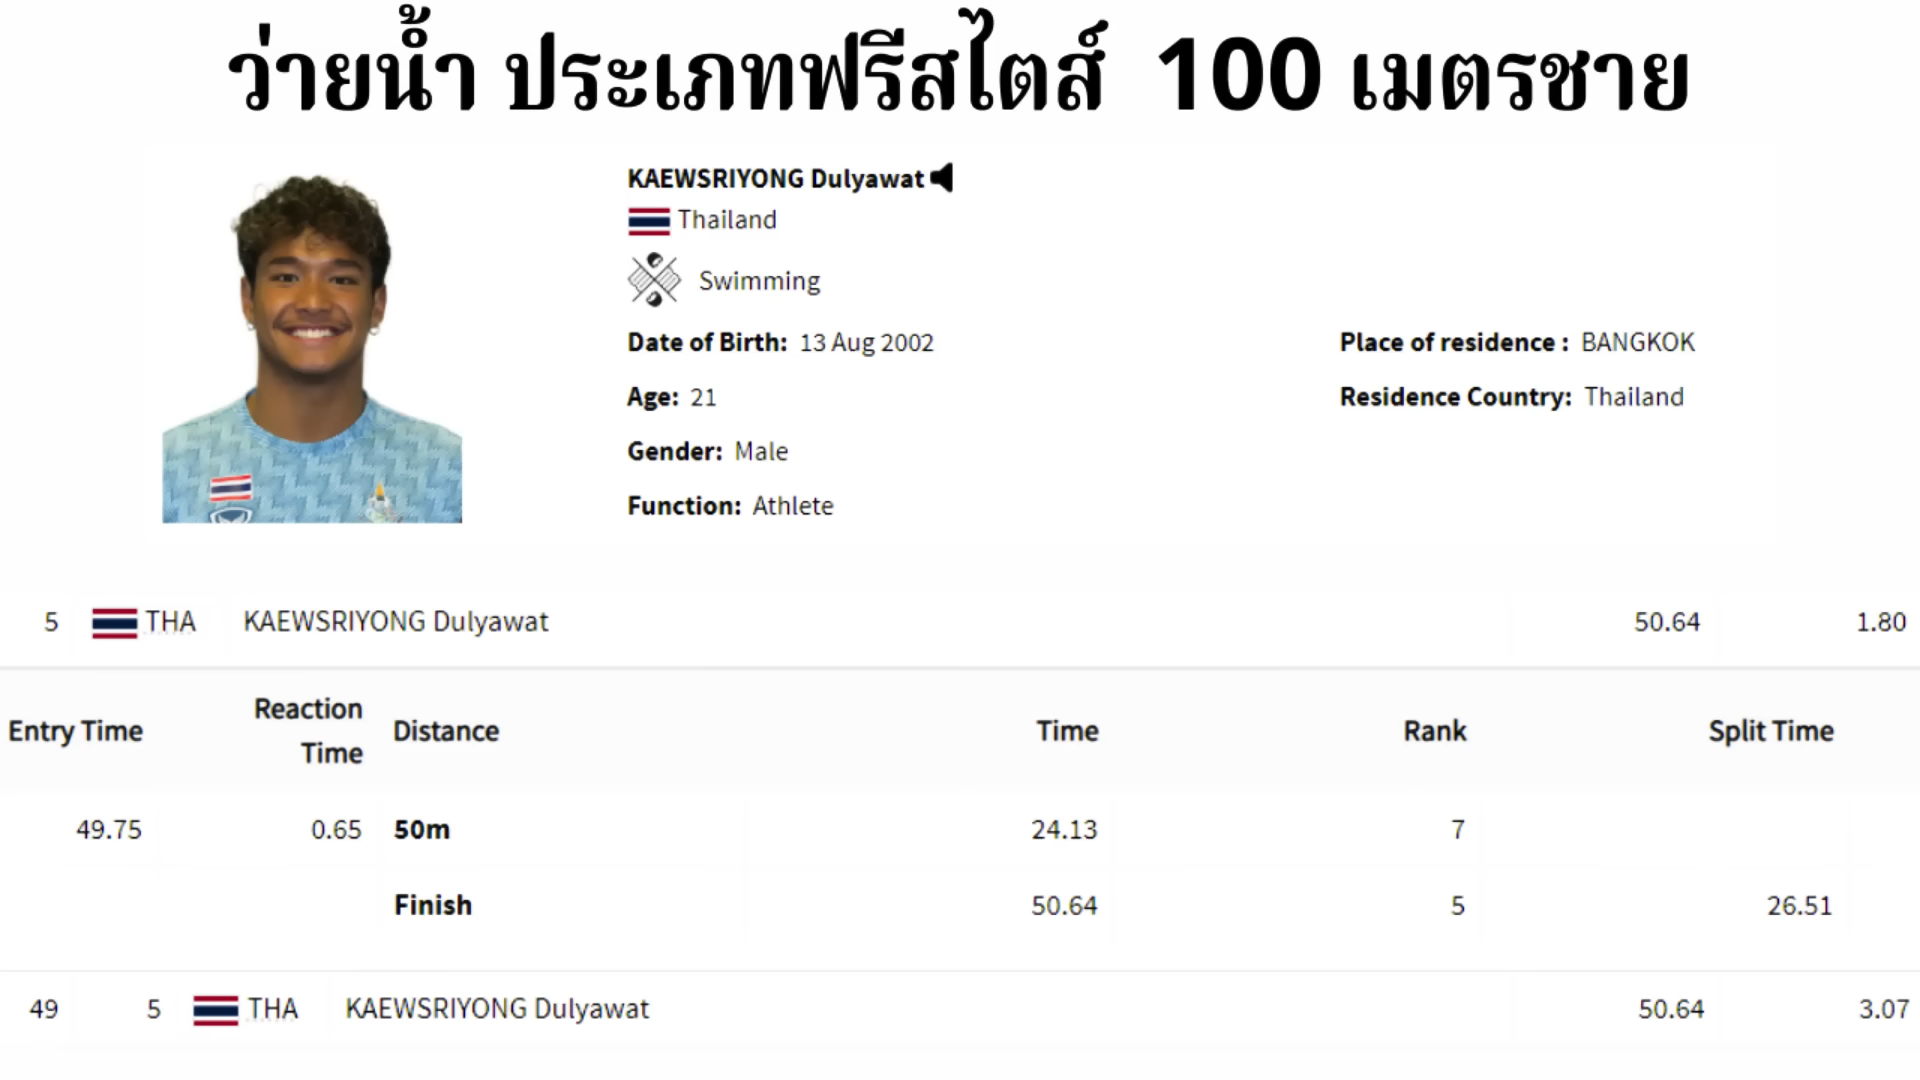 ว่ายน้ำ ประเภทฟรีสไตส์ 100 เมตรชาย
KAEWSRIYONG Dulyawat
Thailand
Swimming
Date of Birth: 13 Aug 2002
Place of residence : BANGKOK
Age: 21
Residence Country: Thailand
Gender: Male
Function: Athlete
5 THA KAEWSRIYONG Dulyawat 50.64 1.80
Entry Time Reaction Time Distance Time Rank Split Time
49.75 0.65 50m 24.13 7
Finish 50.64 5 26.51
49 5 THA KAEWSRIYONG Dulyawat 50.64 3.07